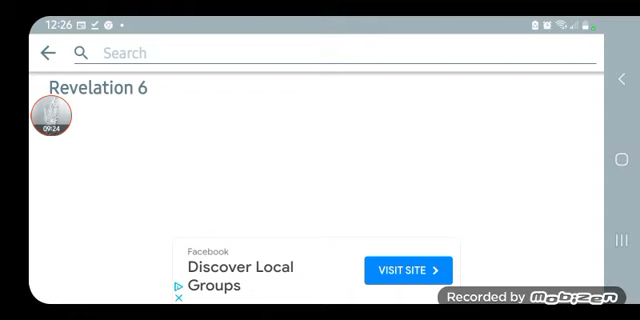 12:26
Search
Revelation 6
09:24
Facebook
Discover Local
Groups
VISIT SITE
Recorded by MOBIZEN